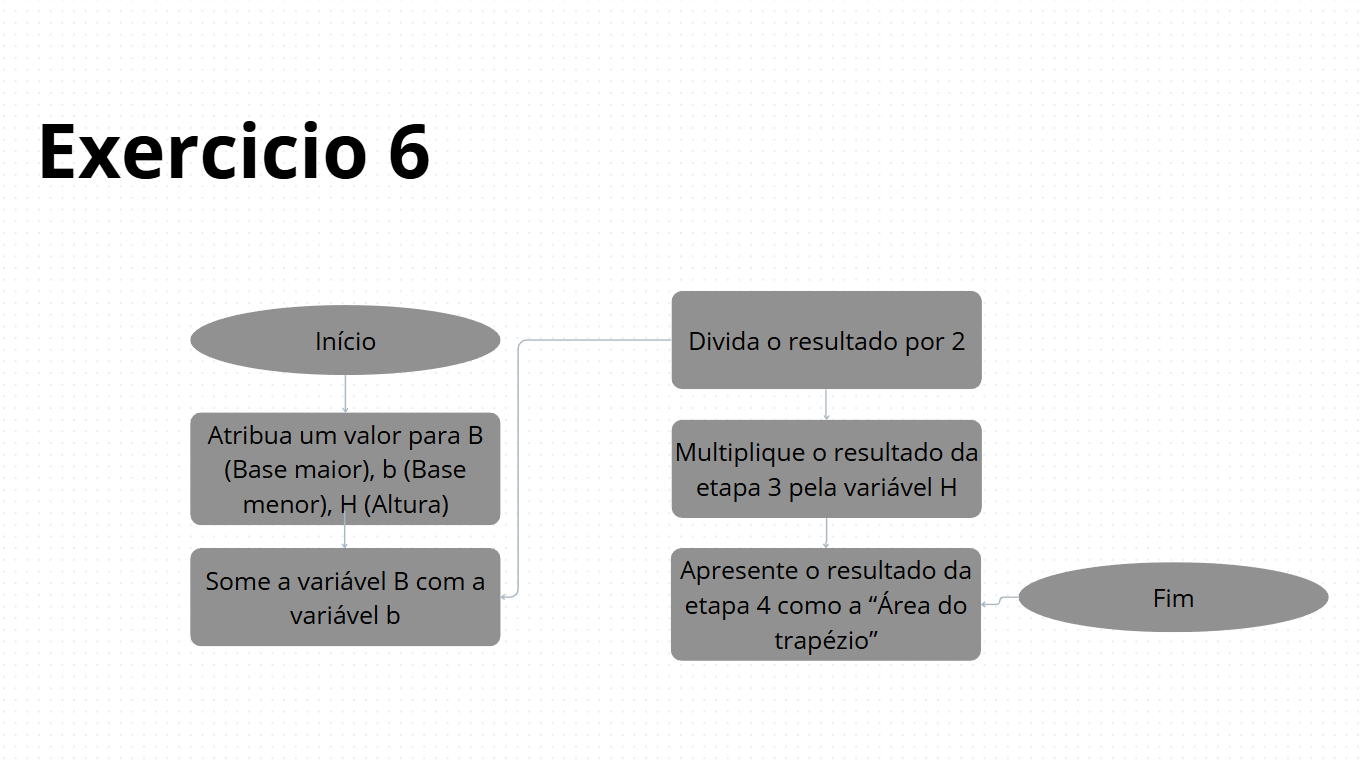 Exercicio 6
Início
Atribua um valor para B
(Base maior), b (Base
menor), H (Altura)
Some a variável B com a
variável b
Divida o resultado por 2
Multiplique o resultado da
etapa 3 pela variável H
Apresente o resultado da
etapa 4 como a “Área do
trapézio”
Fim